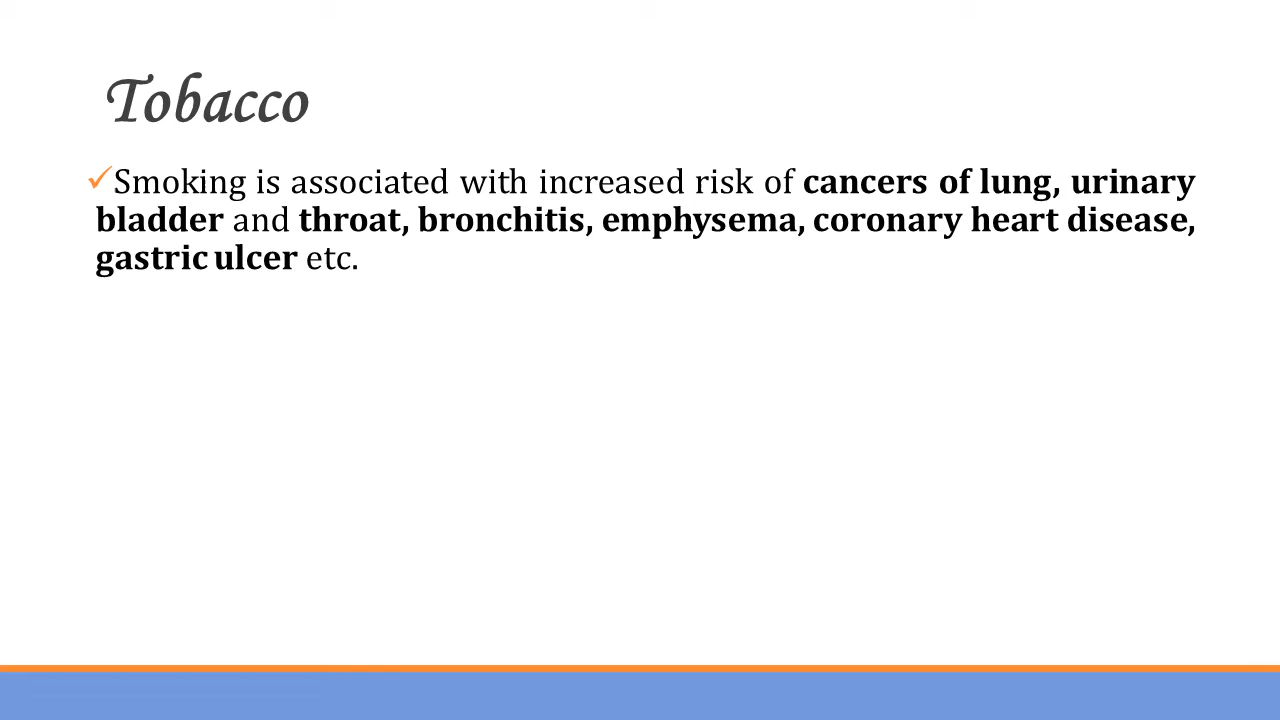 Tobacco
✓Smoking is associated with increased risk of cancers of lung, urinary
bladder and throat, bronchitis, emphysema, coronary heart disease,
gastric ulcer etc.